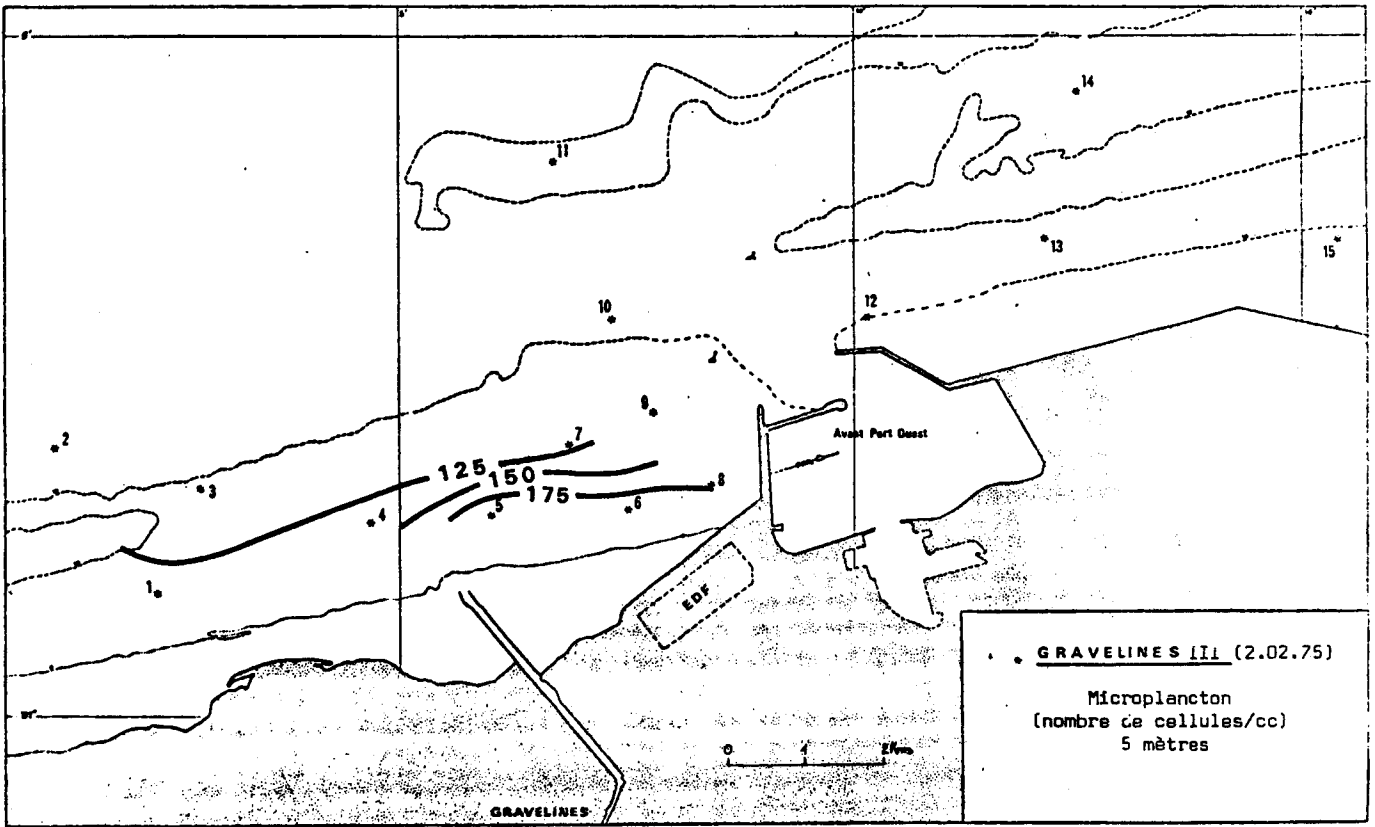 14
11
13
15
10
12
9
Avant Port Ouest
2
7
125
150
3
8
175
4
5
6
1
EDF
GRAVELINES III (2.02.75)
Microplancton
(nombre de cellules/cc)
5 mètres
0 1 2Kms
GRAVELINES